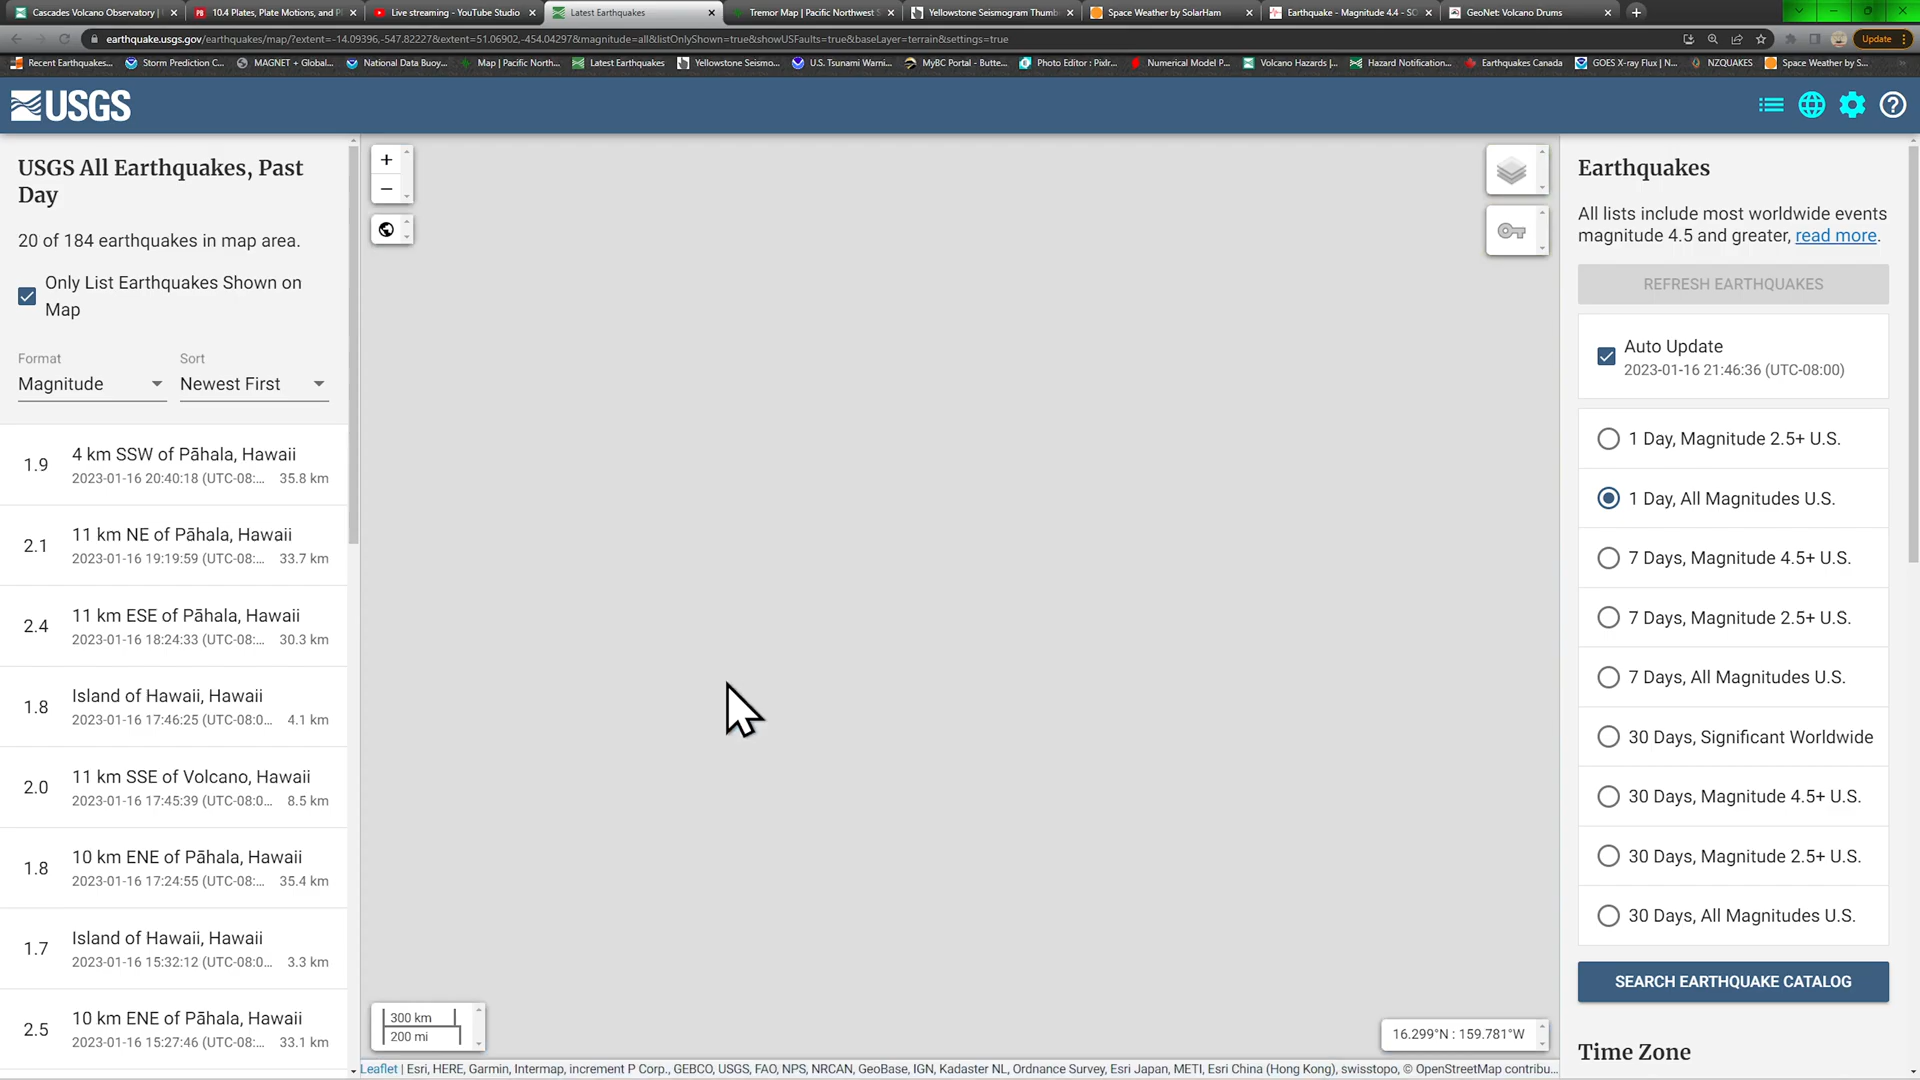 Cascades Volcano Observatory |
10.4 Plates, Plate Motions, and P
Live streaming - YouTube Studio
Latest Earthquakes
Tremor Map | Pacific Northwest S
Yellowstone Seismogram Thumb
Space Weather by SolarHam
Earthquake - Magnitude 4.4 - SO
GeoNet: Volcano Drums
earthquake.usgs.gov/earthquakes/map/?extent=-14.09396,-547.82227&extent=51.06902,-454.04297&magnitude=all&listOnlyShown=true&showUSFaults=true&baseLayer=terrain&settings=true
Update
Recent Earthquakes...
Storm Prediction C...
MAGNET + Global...
National Data Buoy...
Map | Pacific North...
Latest Earthquakes
Yellowstone Seismo...
U.S. Tsunami Warni...
MyBC Portal - Butte...
Photo Editor : Pixlr...
Numerical Model P...
Volcano Hazards |...
Hazard Notification...
Earthquakes Canada
GOES X-ray Flux | N...
NZQUAKES
Space Weather by S...
USGS
USGS All Earthquakes, Past
Day
20 of 184 earthquakes in map area.
Only List Earthquakes Shown on
Map
Format
Sort
Magnitude
Newest First
1.9
4 km SSW of Pāhala, Hawaii
2023-01-16 20:40:18 (UTC-08:... 35.8 km
2.1
11 km NE of Pāhala, Hawaii
2023-01-16 19:19:59 (UTC-08:... 33.7 km
2.4
11 km ESE of Pāhala, Hawaii
2023-01-16 18:24:33 (UTC-08:... 30.3 km
1.8
Island of Hawaii, Hawaii
2023-01-16 17:46:25 (UTC-08:0... 4.1 km
2.0
11 km SSE of Volcano, Hawaii
2023-01-16 17:45:39 (UTC-08:0... 8.5 km
1.8
10 km ENE of Pāhala, Hawaii
2023-01-16 17:24:55 (UTC-08:... 35.4 km
1.7
Island of Hawaii, Hawaii
2023-01-16 15:32:12 (UTC-08:0... 3.3 km
2.5
10 km ENE of Pāhala, Hawaii
2023-01-16 15:27:46 (UTC-08:... 33.1 km
+
−
300 km
200 mi
16.299°N : 159.781°W
Leaflet | Esri, HERE, Garmin, Intermap, increment P Corp., GEBCO, USGS, FAO, NPS, NRCAN, GeoBase, IGN, Kadaster NL, Ordnance Survey, Esri Japan, METI, Esri China (Hong Kong), swisstopo, © OpenStreetMap contribu...
Earthquakes
All lists include most worldwide events
magnitude 4.5 and greater, read more.
REFRESH EARTHQUAKES
Auto Update
2023-01-16 21:46:36 (UTC-08:00)
1 Day, Magnitude 2.5+ U.S.
1 Day, All Magnitudes U.S.
7 Days, Magnitude 4.5+ U.S.
7 Days, Magnitude 2.5+ U.S.
7 Days, All Magnitudes U.S.
30 Days, Significant Worldwide
30 Days, Magnitude 4.5+ U.S.
30 Days, Magnitude 2.5+ U.S.
30 Days, All Magnitudes U.S.
SEARCH EARTHQUAKE CATALOG
Time Zone